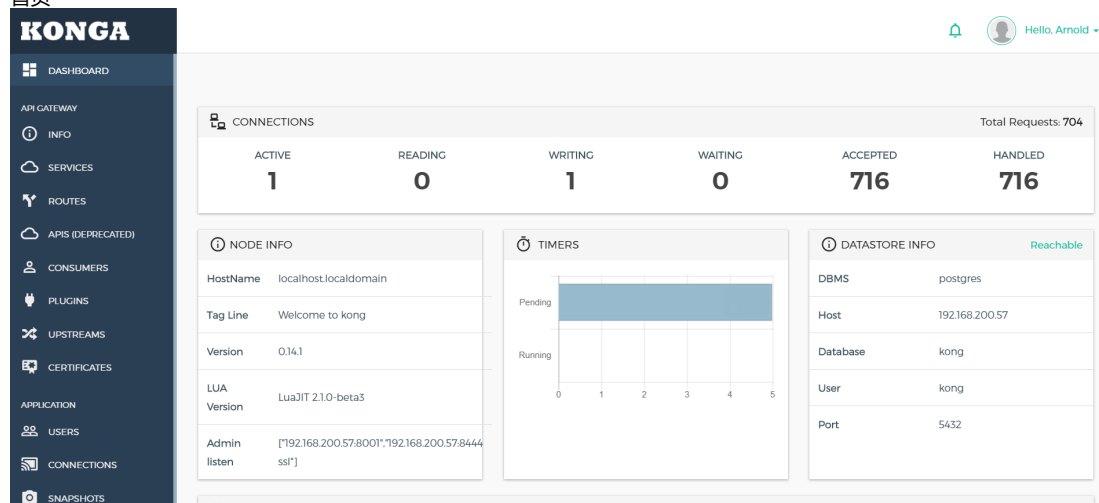 首页
KONGA
Hello, Arnold
DASHBOARD
API GATEWAY
INFO
SERVICES
ROUTES
APIS (DEPRECATED)
CONSUMERS
PLUGINS
UPSTREAMS
CERTIFICATES
APPLICATION
USERS
CONNECTIONS
SNAPSHOTS
CONNECTIONS
Total Requests: 704
ACTIVE READING WRITING WAITING ACCEPTED HANDLED
1 0 1 0 716 716
NODE INFO
HostName localhost.localdomain
Tag Line Welcome to kong
Version 0.14.1
LUA Version LuaJIT 2.1.0-beta3
Admin listen ["192.168.200.57:8001","192.168.200.57:8444
ssl"]
TIMERS
Pending
Running
0 1 2 3 4 5
DATASTORE INFO Reachable
DBMS postgres
Host 192.168.200.57
Database kong
User kong
Port 5432